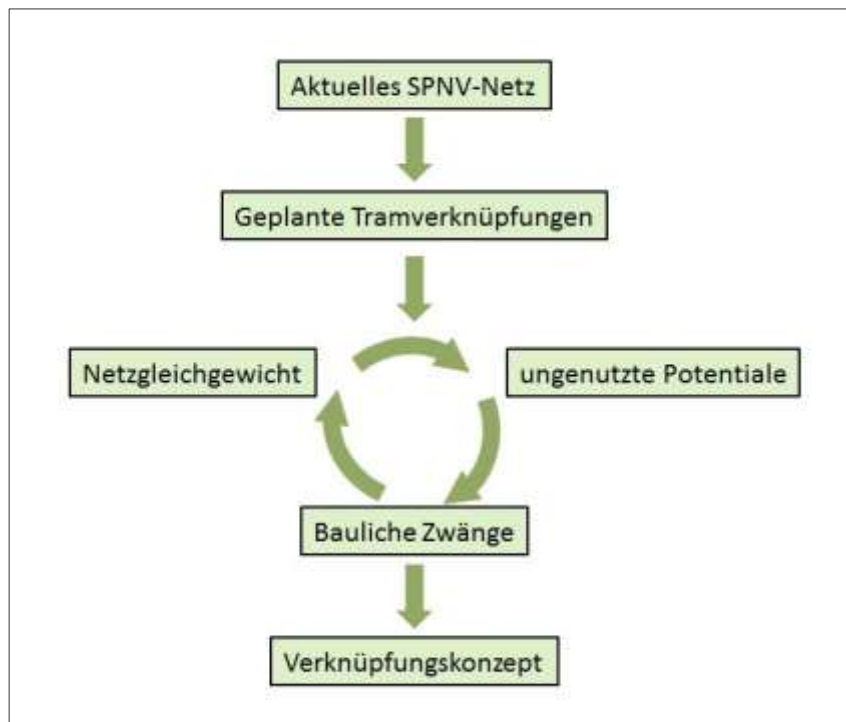 Aktuelles SPNV-Netz
Geplante Tramverknüpfungen
Netzgleichgewicht
ungenutzte Potentiale
Bauliche Zwänge
Verknüpfungskonzept